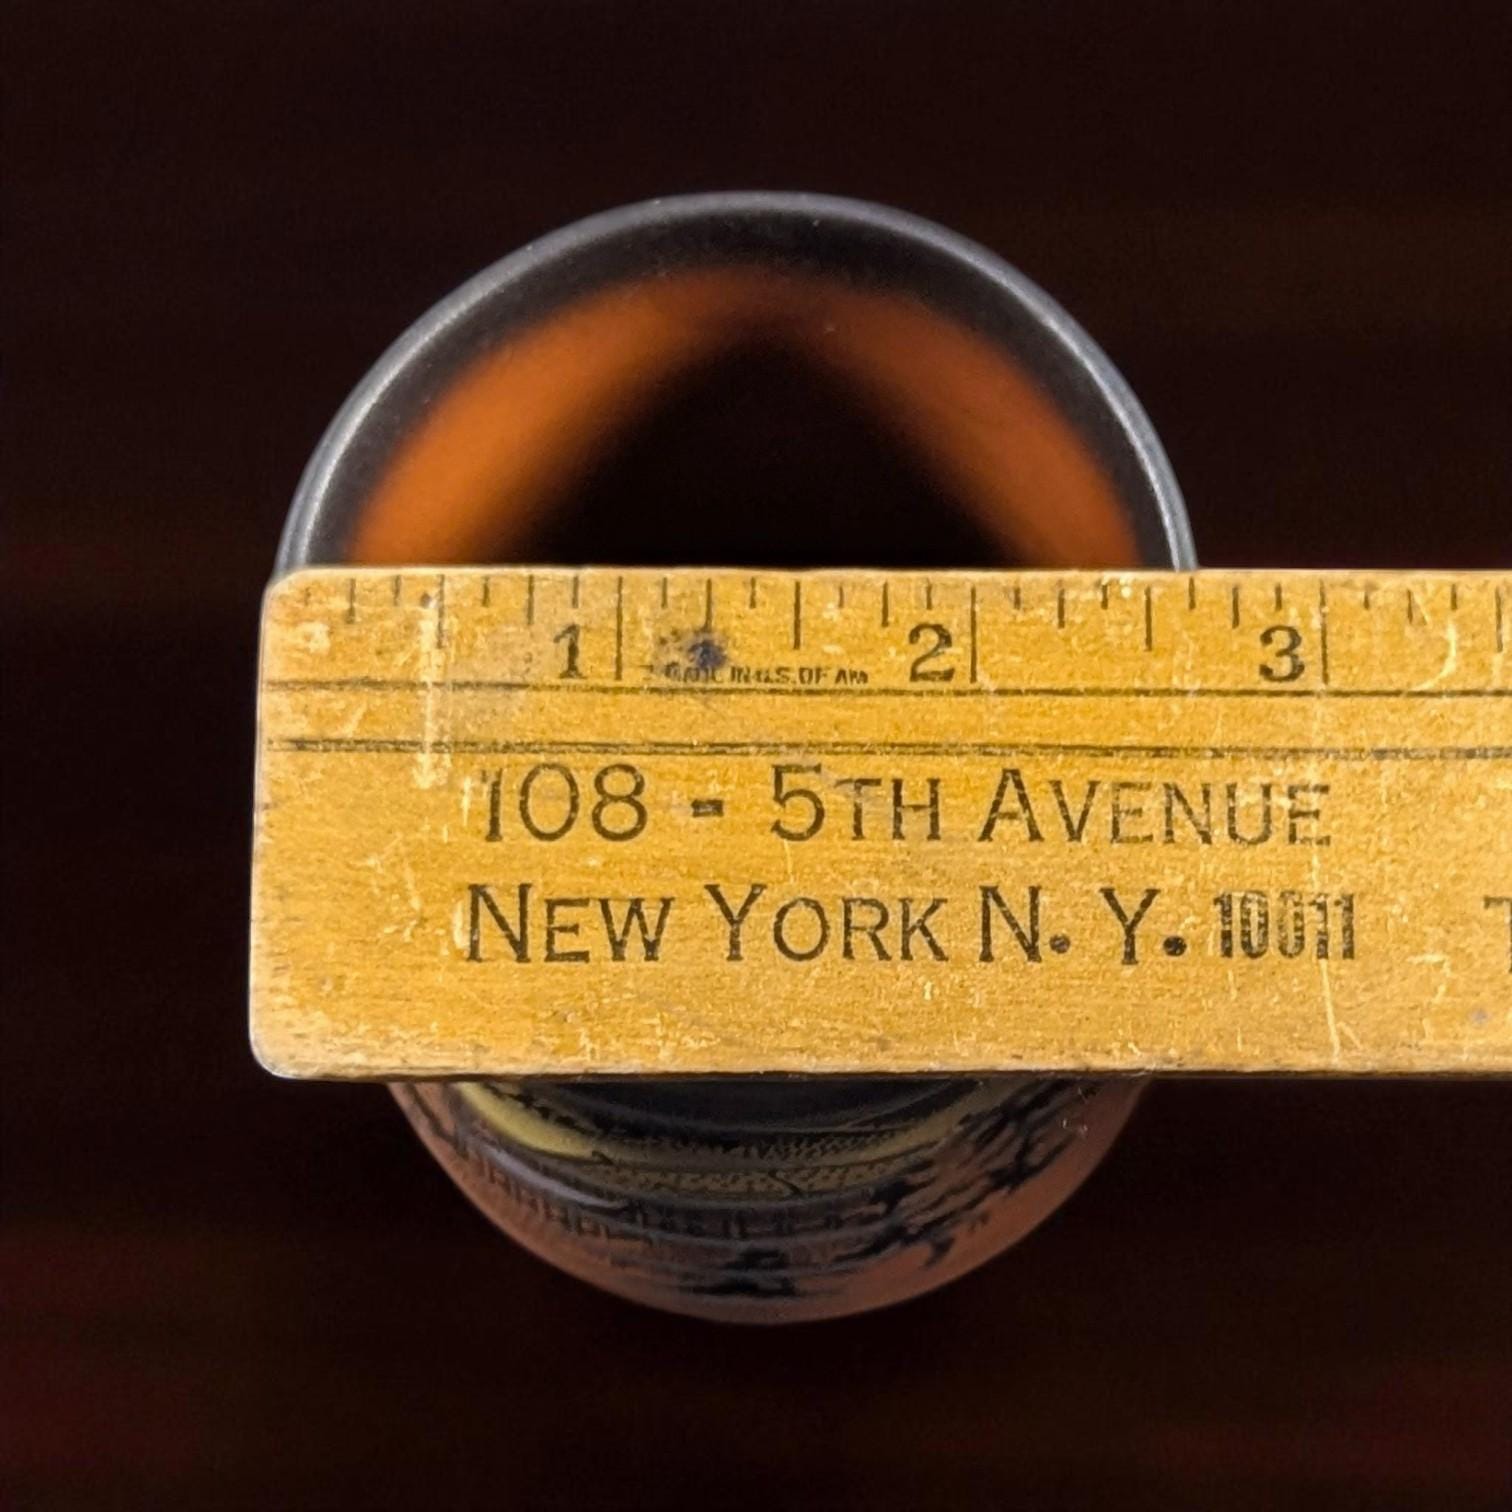 1 2 3
108 - 5TH AVENUE
NEW YORK N. Y. 10011